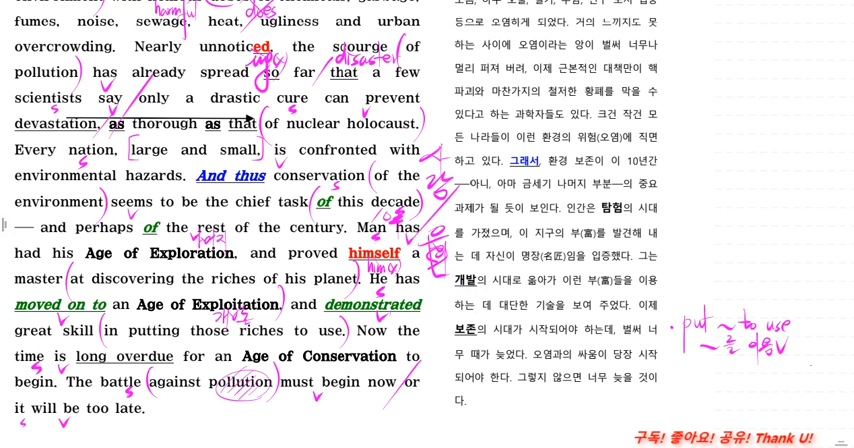 fumes, noise, sewage, heat, ugliness and urban
overcrowding. Nearly unnoticed, the scourge of
pollution) has already spread so far that a few
scientists say only a drastic cure can prevent
devastation, as thorough as that (of nuclear holocaust.)
Every nation, [large and small,] is confronted with
environmental hazards. And thus conservation (of the
environment) seems to be the chief task (of this decade)
— and perhaps of the rest of the century. Man has
had his Age of Exploration, and proved himself a
master (at discovering the riches of his planet). He has
moved on to an Age of Exploitation, and demonstrated
great skill (in putting those riches to use.) Now the
time is long overdue for an Age of Conservation to
begin. The battle (against pollution) must begin now or
it will be too late.
harmful
does
up(x)
disaster
나머지
him(x)
개발
사람
등으로 오염하게 되었다. 거의 느끼지도 못
하는 사이에 오염이라는 앙이 벌써 너무나
멀리 퍼져 버려, 이제 근본적인 대책만이 핵
파괴와 마찬가지의 철저한 황폐를 막을 수
있다고 하는 과학자들도 있다. 크건 작건 모
든 나라들이 이런 환경의 위험(오염)에 직면
하고 있다. 그래서, 환경 보존이 이 10년간
──아니, 아마 금세기 나머지 부분──의 중요
과제가 될 듯이 보인다. 인간은 탐험의 시대
를 가졌으며, 이 지구의 부(富)를 발견해 내
는 데 자신이 명장(名匠)임을 입증했다. 그는
개발의 시대로 옮아가 이런 부(富)들을 이용
하는 데 대단한 기술을 보여 주었다. 이제
보존의 시대가 시작되어야 하는데, 벌써 너
무 때가 늦었다. 오염과의 싸움이 당장 시작
되어야 한다. 그렇지 않으면 너무 늦을 것이
다.
· put ~ to use
~를 이용
구독! 좋아요! 공유! Thank U!